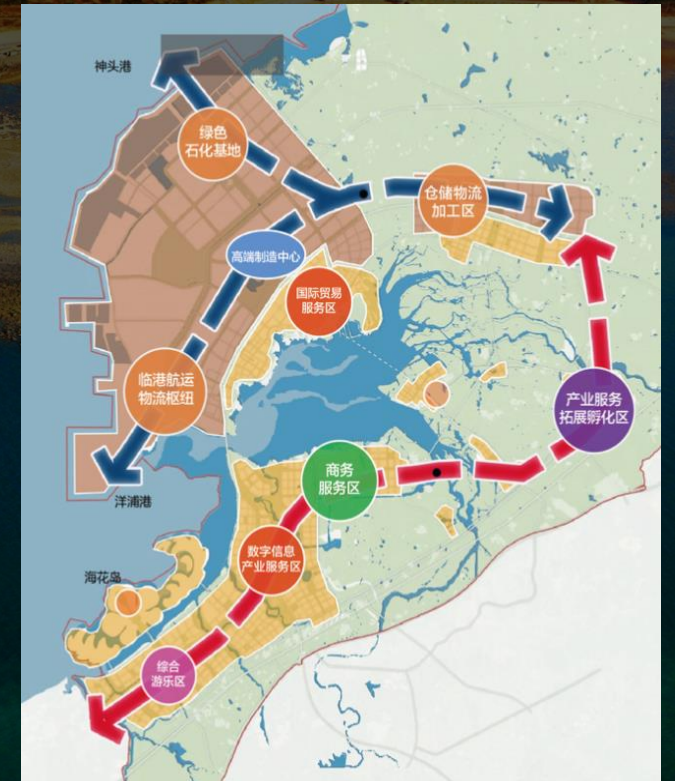 神头港
绿色
石化基地
仓储物流
加工区
高端制造中心
国际贸易
服务区
临港航运
物流枢纽
产业服务
拓展孵化区
商务
服务区
洋浦港
数字信息
产业服务区
海花岛
综合
游乐区